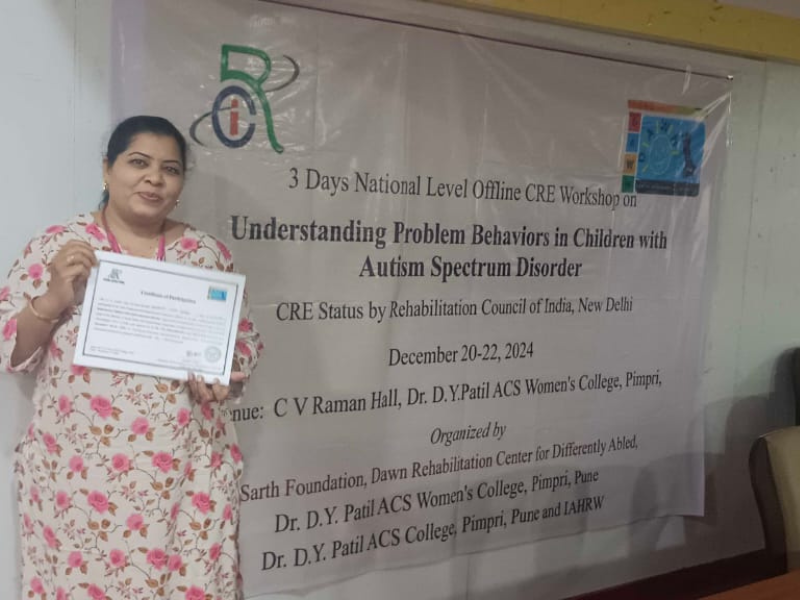 RCi
3 Days National Level Offline CRE Workshop on
Understanding Problem Behaviors in Children with
Autism Spectrum Disorder
CRE Status by Rehabilitation Council of India, New Delhi
December 20-22, 2024
nue: C V Raman Hall, Dr. D.Y.Patil ACS Women's College, Pimpri,
Organized by
Sarth Foundation, Dawn Rehabilitation Center for Differently Abled,
Dr. D.Y. Patil ACS Women's College, Pimpri, Pune
Dr. D.Y. Patil ACS College, Pimpri, Pune and IAHRW
Certificate of Participation